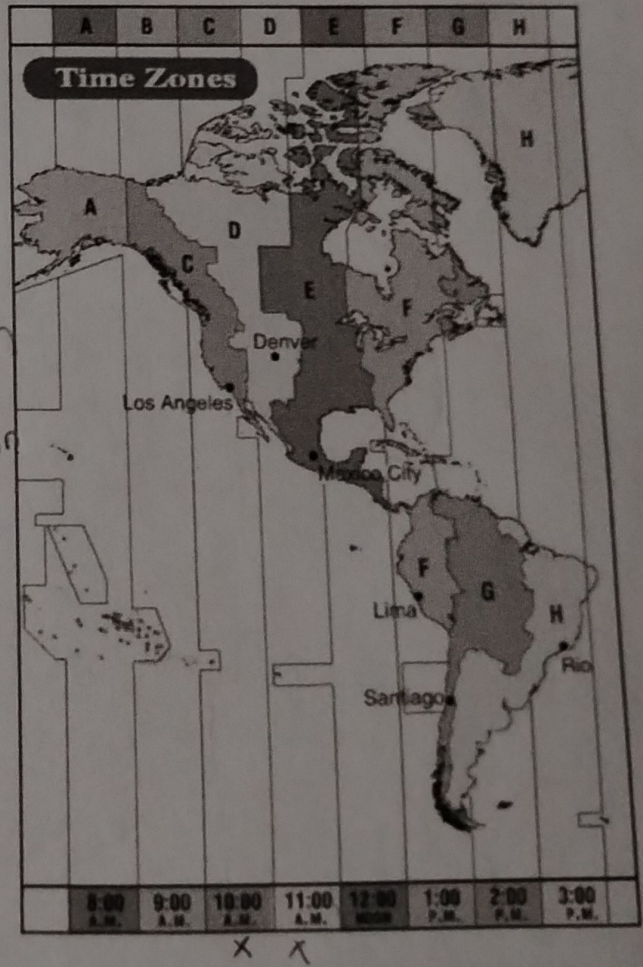 A B C D E F G H
Time Zones
H
A
D
C
E
F
Denver
Los Angeles
Mexico City
F
G
H
Lima
Rio
Santiago
8:00 9:00 10:00 11:00 12:00 1:00 2:00 3:00
A.M. A.M. A.M. A.M. NOON P.M. P.M. P.M.
X X